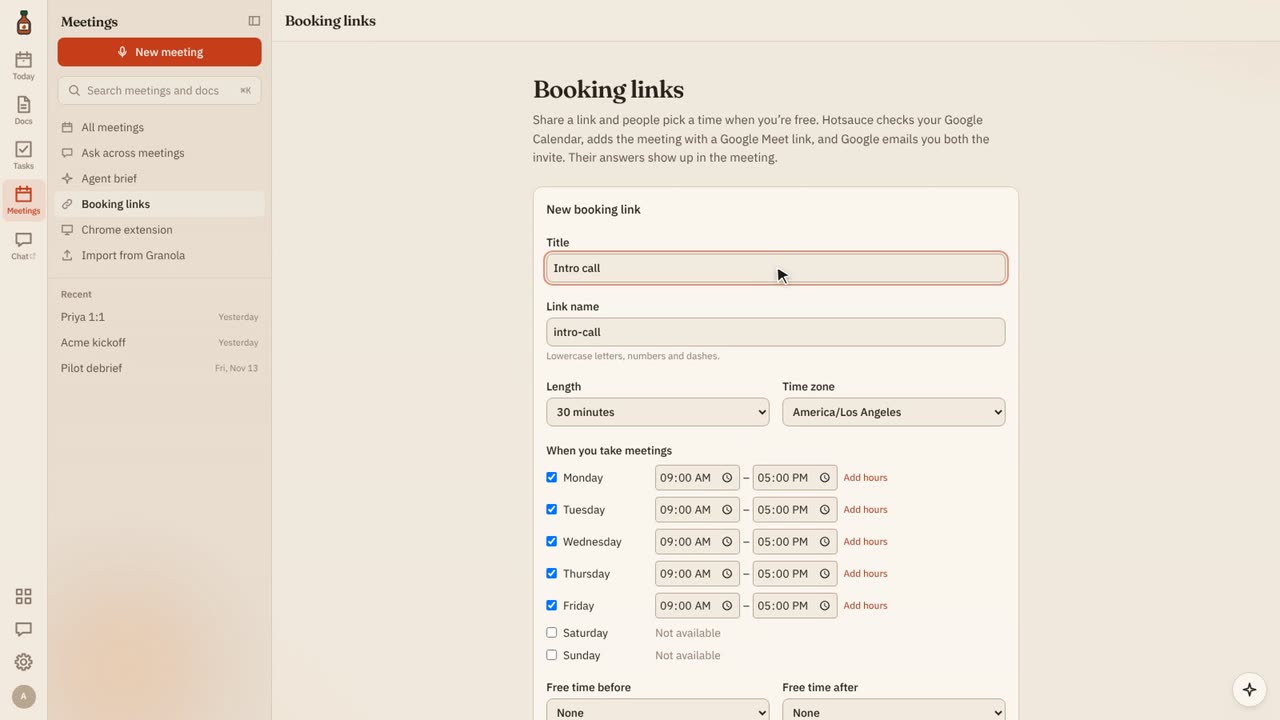 Meetings
New meeting
Search meetings and docs ⌘K
All meetings
Ask across meetings
Agent brief
Booking links
Chrome extension
Import from Granola
Recent
Priya 1:1 Yesterday
Acme kickoff Yesterday
Pilot debrief Fri, Nov 13
Today
Docs
Tasks
Meetings
Chat
A
Booking links
Booking links
Share a link and people pick a time when you’re free. Hotsauce checks your Google
Calendar, adds the meeting with a Google Meet link, and Google emails you both the
invite. Their answers show up in the meeting.
New booking link
Title
Intro call
Link name
intro-call
Lowercase letters, numbers and dashes.
Length Time zone
30 minutes America/Los Angeles
When you take meetings
Monday 09:00 AM – 05:00 PM Add hours
Tuesday 09:00 AM – 05:00 PM Add hours
Wednesday 09:00 AM – 05:00 PM Add hours
Thursday 09:00 AM – 05:00 PM Add hours
Friday 09:00 AM – 05:00 PM Add hours
Saturday Not available
Sunday Not available
Free time before Free time after
None None